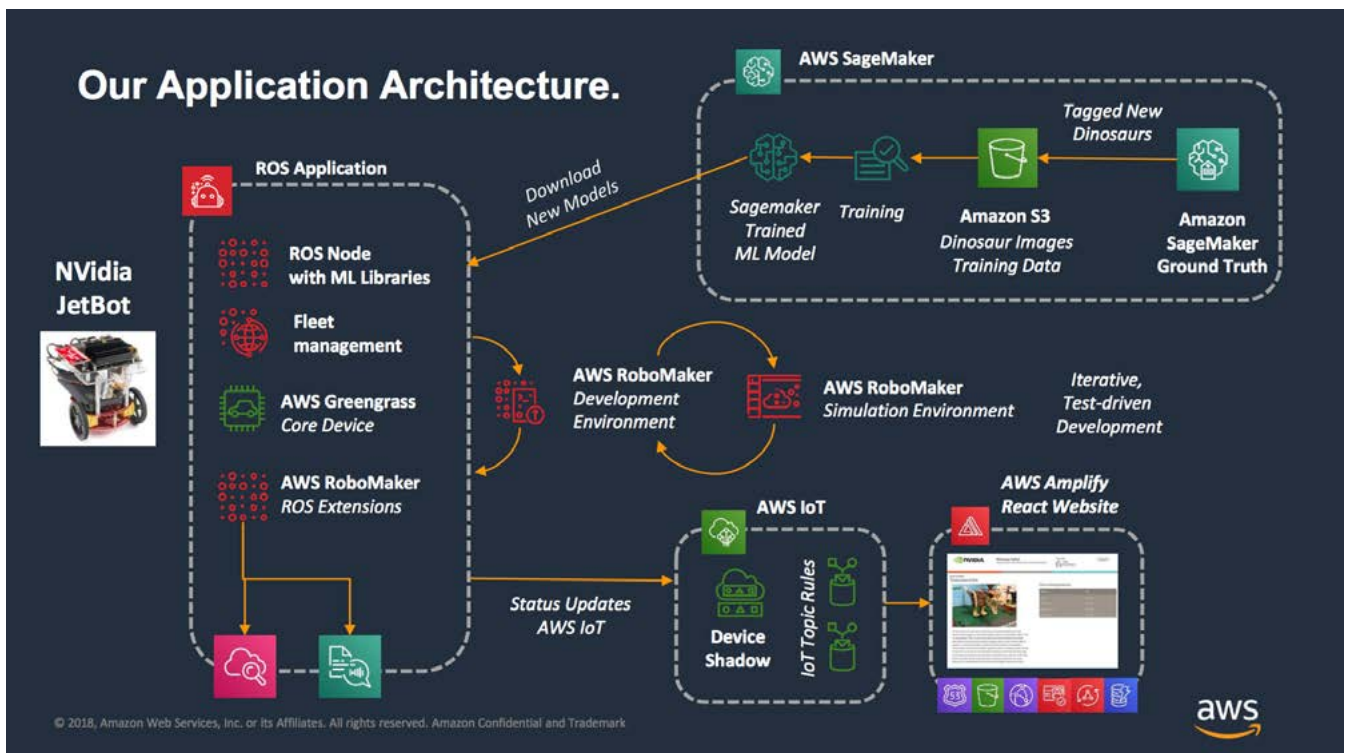 Our Application Architecture.
AWS SageMaker
Tagged New
Dinosaurs
Sagemaker
Trained
ML Model
Training
Amazon S3
Dinosaur Images
Training Data
Amazon
SageMaker
Ground Truth
Download
New Models
ROS Application
NVidia
JetBot
ROS Node
with ML Libraries
Fleet
management
AWS Greengrass
Core Device
AWS RoboMaker
ROS Extensions
AWS RoboMaker
Development
Environment
AWS RoboMaker
Simulation Environment
Iterative,
Test-driven
Development
Status Updates
AWS IoT
AWS IoT
Device
Shadow
IoT Topic Rules
AWS Amplify
React Website
NVIDIA
53
© 2018, Amazon Web Services, Inc. or its Affiliates. All rights reserved. Amazon Confidential and Trademark
aws